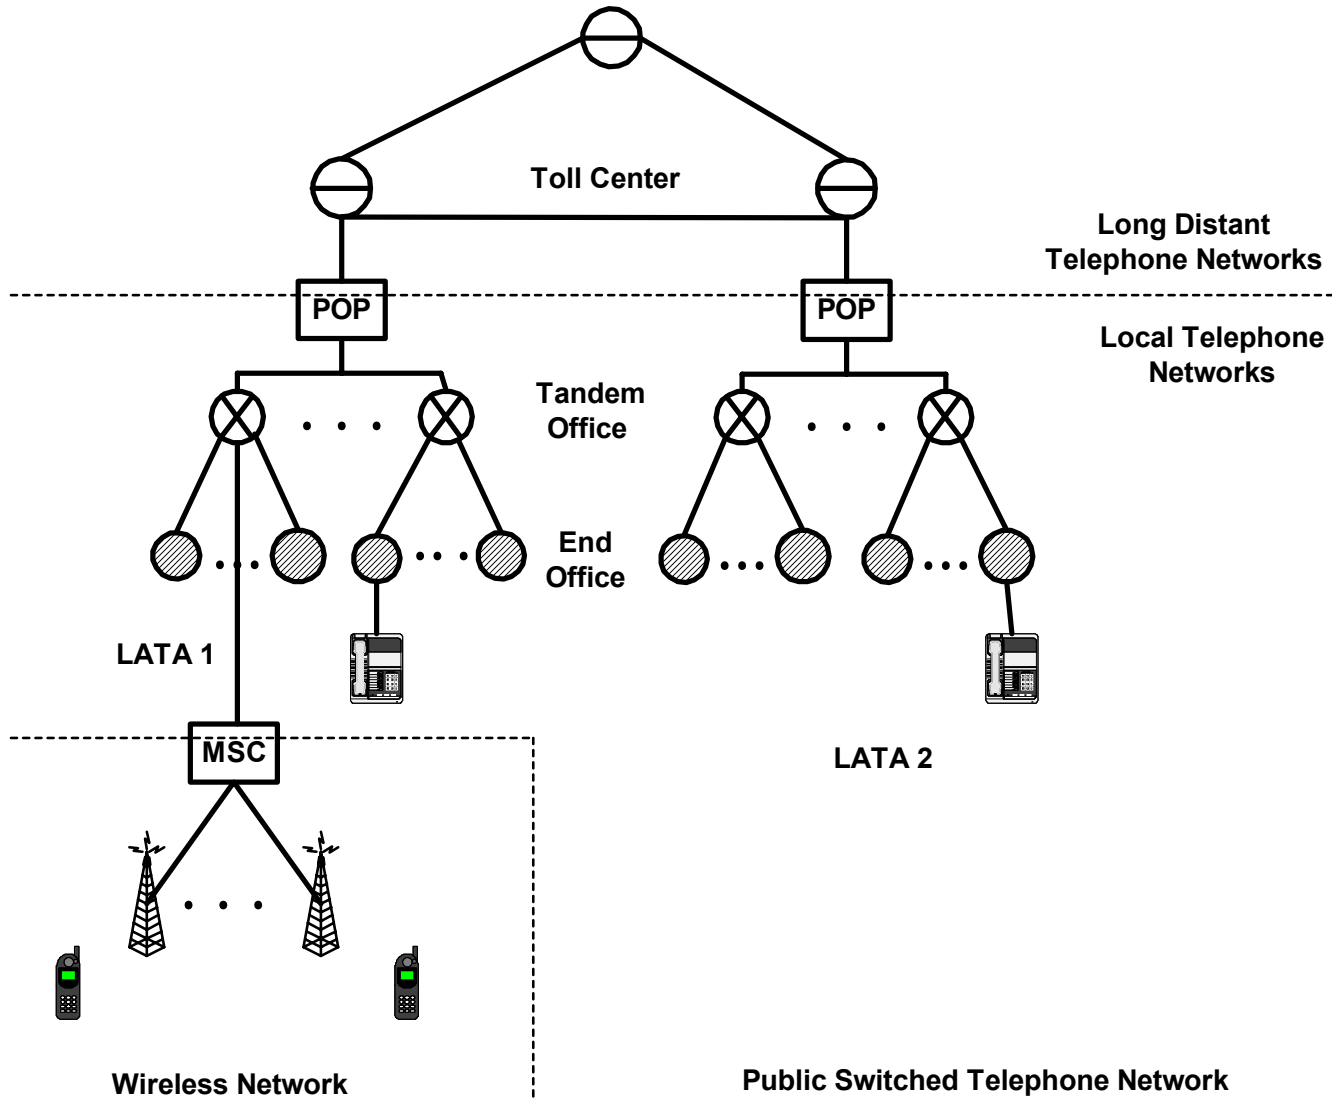 Toll Center
Long Distant
Telephone Networks
POP
POP
Local Telephone
Networks
Tandem
Office
End
Office
LATA 1
MSC
LATA 2
Wireless Network
Public Switched Telephone Network